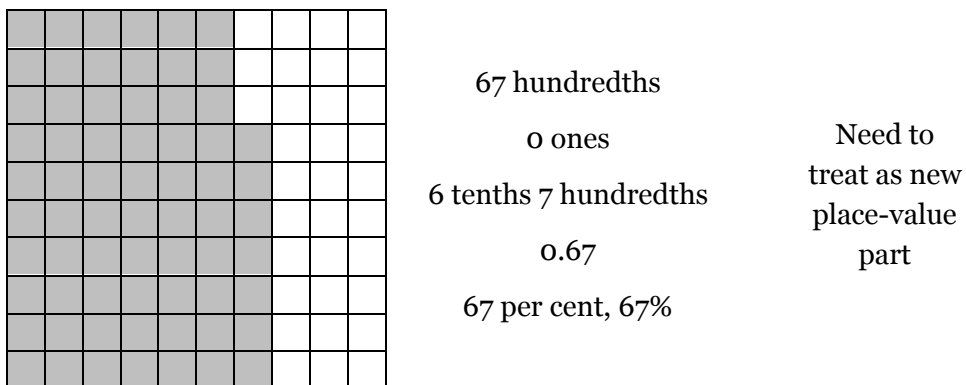 67 hundredths
0 ones
6 tenths 7 hundredths
0.67
67 per cent, 67%
Need to
treat as new
place-value
part